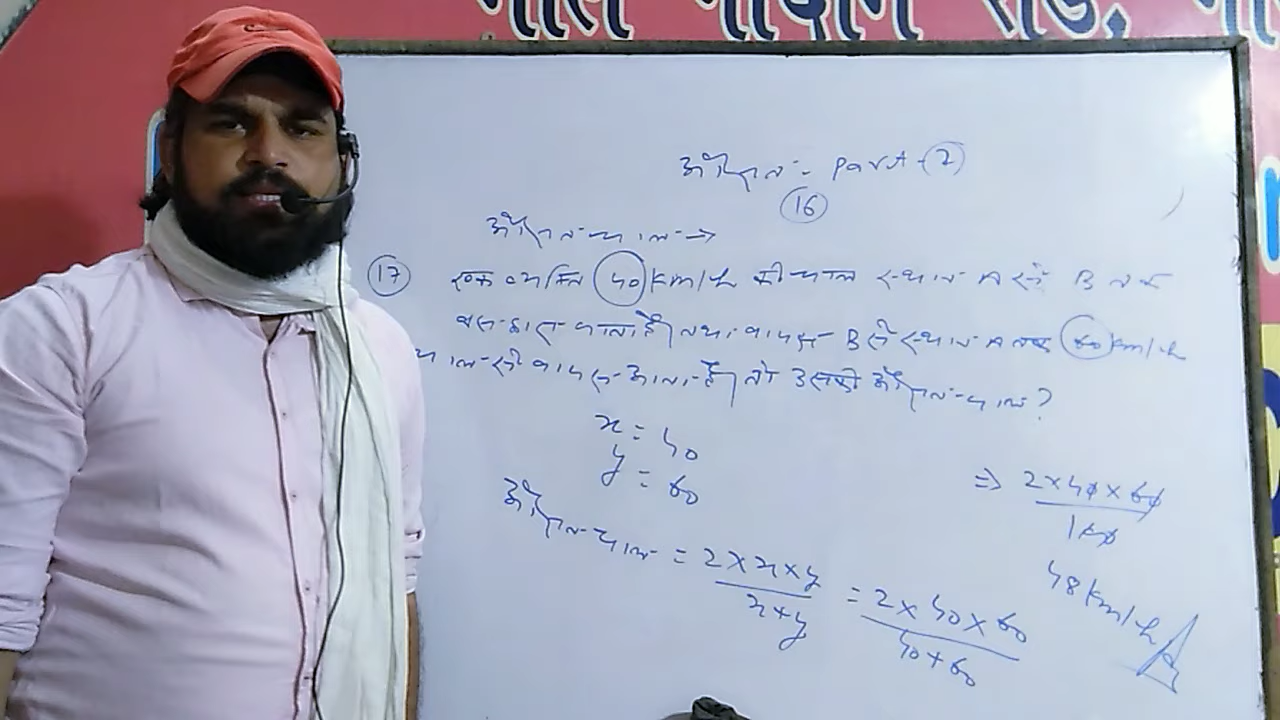 गोल गोदाम रोड,
औसत :- Part-(2)
(16)
औसत चाल →
(17) एक व्यक्ति 40 km/h की चाल स्थान A से B तक
बस द्वारा जाता है। तथा वापस B से स्थान A तक 60 km/h
चाल से वापस आता है। तो उसकी औसत चाल?
x = 40
y = 60
औसत चाल = 2×x×y / x+y = 2×40×60 / 40+60
⇒ 2×40×60 / 100
48 km/h A